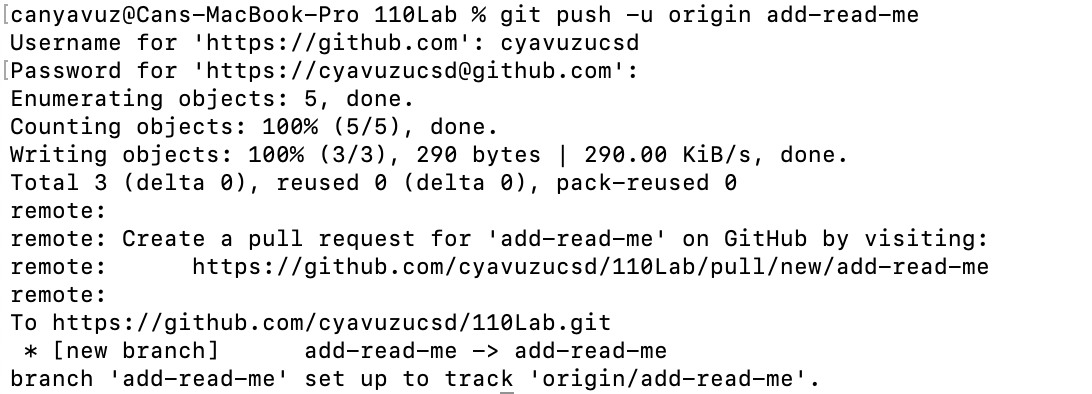 [canyavuz@Cans-MacBook-Pro 110Lab % git push -u origin add-read-me
Username for 'https://github.com': cyavuzucsd
[Password for 'https://cyavuzucsd@github.com':
Enumerating objects: 5, done.
Counting objects: 100% (5/5), done.
Writing objects: 100% (3/3), 290 bytes | 290.00 KiB/s, done.
Total 3 (delta 0), reused 0 (delta 0), pack-reused 0
remote:
remote: Create a pull request for 'add-read-me' on GitHub by visiting:
remote:      https://github.com/cyavuzucsd/110Lab/pull/new/add-read-me
remote:
To https://github.com/cyavuzucsd/110Lab.git
 * [new branch]      add-read-me -> add-read-me
branch 'add-read-me' set up to track 'origin/add-read-me'.